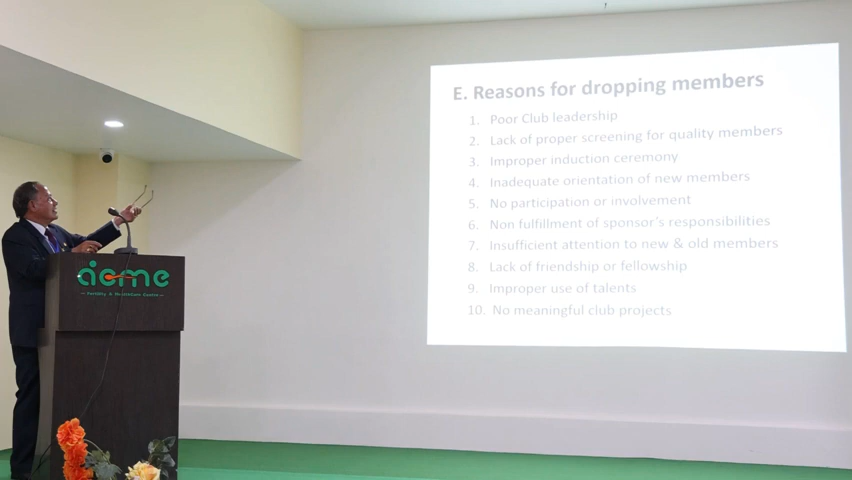 E. Reasons for dropping members
1. Poor Club leadership
2. Lack of proper screening for quality members
3. Improper induction ceremony
4. Inadequate orientation of new members
5. No participation or involvement
6. Non fulfillment of sponsor's responsibilities
7. Insufficient attention to new & old members
8. Lack of friendship or fellowship
9. Improper use of talents
10. No meaningful club projects
acme
Fertility & HealthCare Centre